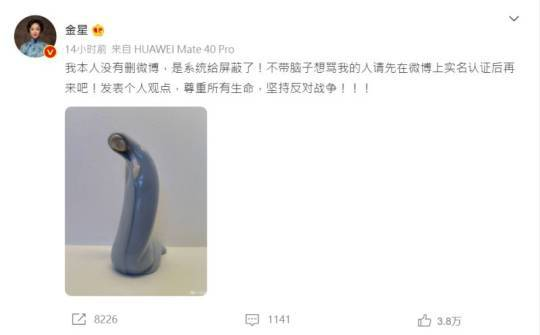 金星
14小时前 来自 HUAWEI Mate 40 Pro
我本人没有删微博，是系统给屏蔽了！不带脑子想骂我的人请先在微博上实名认证后再
来吧！发表个人观点，尊重所有生命，坚持反对战争！！！
8226
1141
3.8万